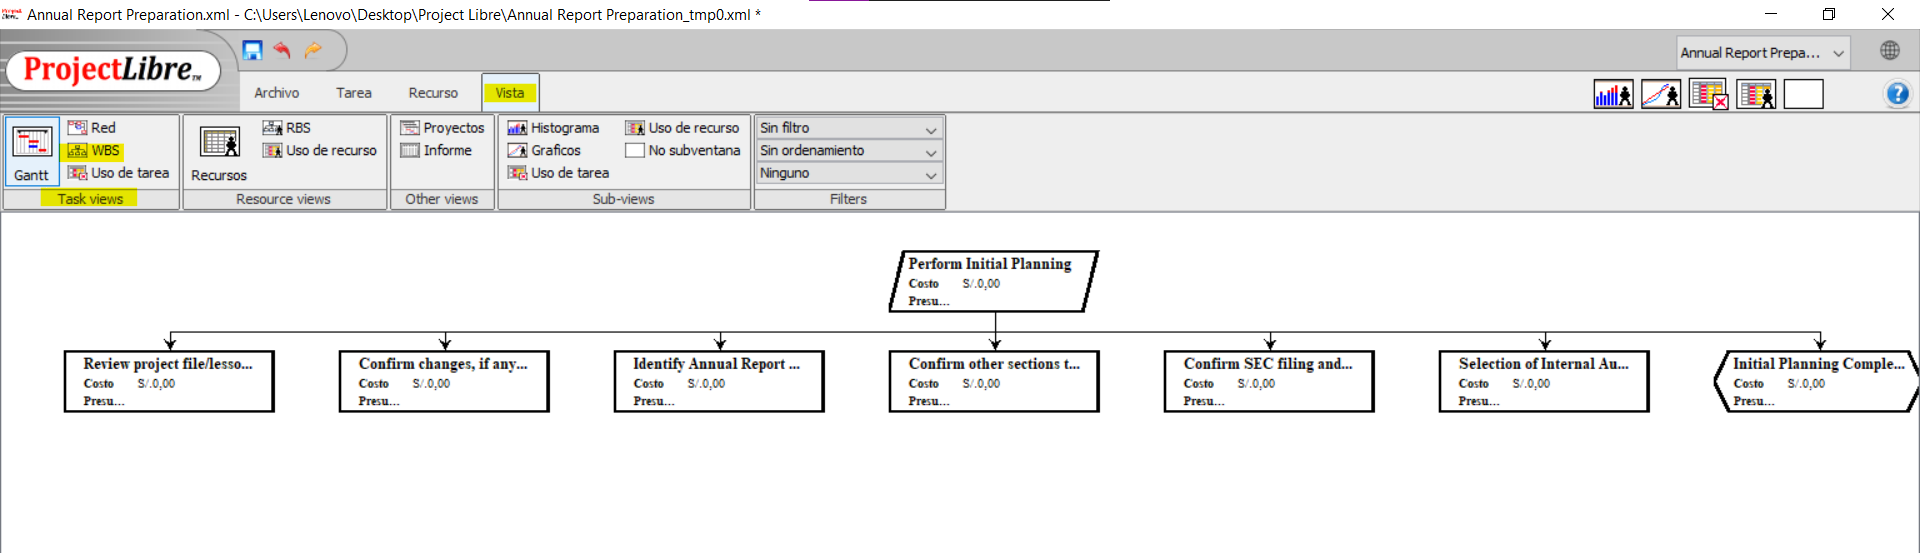 Annual Report Preparation.xml - C:\Users\Lenovo\Desktop\Project Libre\Annual Report Preparation_tmp0.xml *
ProjectLibre™
Annual Report Prepa...
Archivo Tarea Recurso Vista
Gantt
Red
WBS
Uso de tarea
Task views
Recursos
RBS
Uso de recurso
Resource views
Proyectos
Informe
Other views
Histograma
Graficos
Uso de tarea
Uso de recurso
No subventana
Sub-views
Sin filtro
Sin ordenamiento
Ninguno
Filters
Perform Initial Planning
Costo S/.0,00
Presu...
Review project file/lesso...
Costo S/.0,00
Presu...
Confirm changes, if any...
Costo S/.0,00
Presu...
Identify Annual Report ...
Costo S/.0,00
Presu...
Confirm other sections t...
Costo S/.0,00
Presu...
Confirm SEC filing and...
Costo S/.0,00
Presu...
Selection of Internal Au...
Costo S/.0,00
Presu...
Initial Planning Comple...
Costo S/.0,00
Presu...